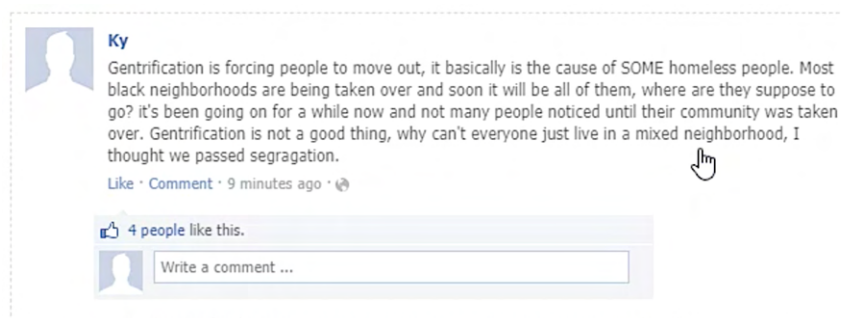 Ky
Gentrification is forcing people to move out, it basically is the cause of SOME homeless people. Most
black neighborhoods are being taken over and soon it will be all of them, where are they suppose to
go? it's been going on for a while now and not many people noticed until their community was taken
over. Gentrification is not a good thing, why can't everyone just live in a mixed neighborhood, I
thought we passed segragation.
Like · Comment · 9 minutes ago ·
4 people like this.
Write a comment ...